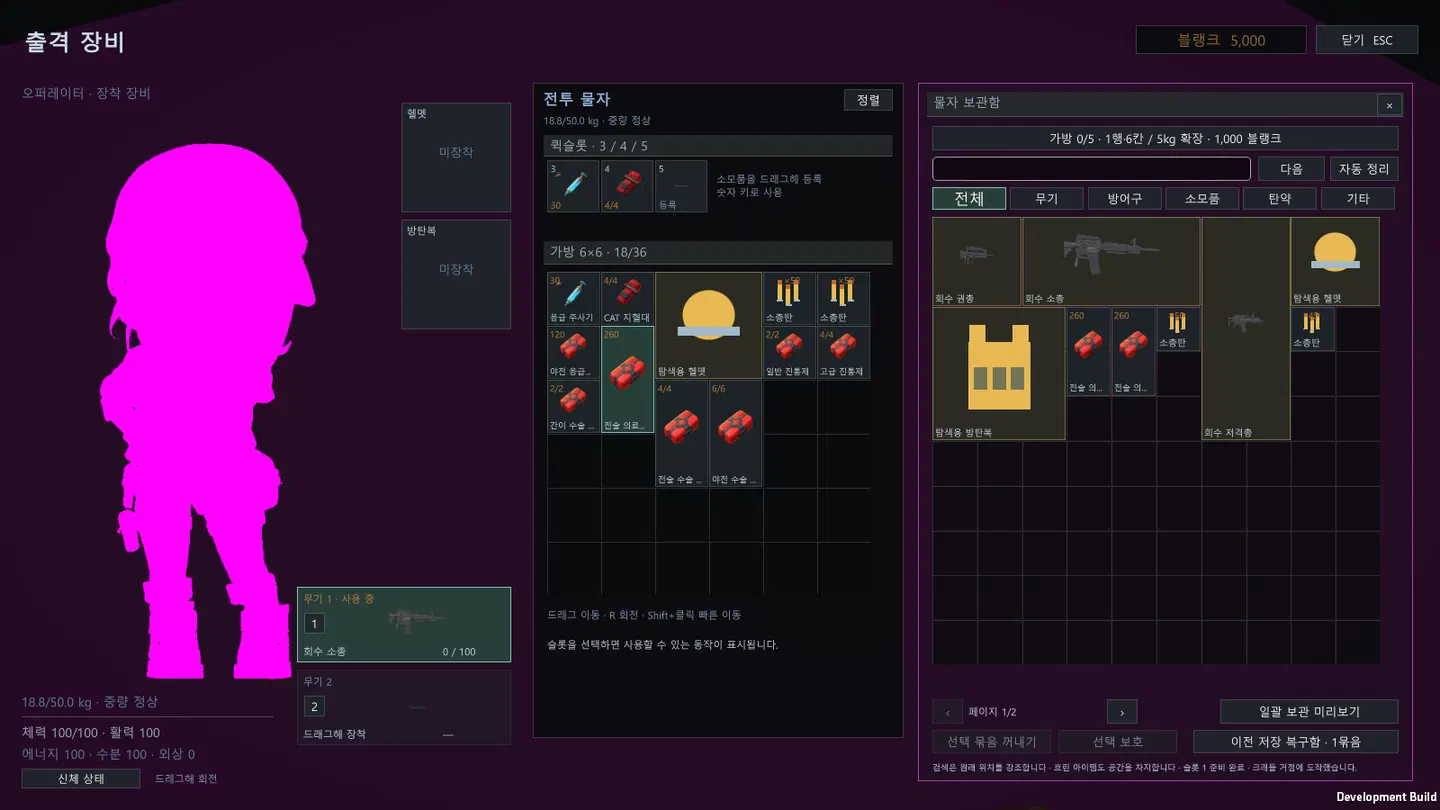 출격 장비
블랭크 5,000
닫기 ESC
오퍼레이터 · 장착 장비
헬멧
미장착
방탄복
미장착
무기 1 · 사용 중
1
회수 소총
0 / 100
무기 2
2
드래그해 장착
18.8/50.0 kg · 중량 정상
체력 100/100 · 활력 100
에너지 100 · 수분 100 · 외상 0
신체 상태
드래그해 회전
전투 물자
정렬
18.8/50.0 kg · 중량 정상
퀵슬롯 · 3 / 4 / 5
3
30
4
4/4
5
등록
소모품을 드래그해 등록
숫자 키로 사용
가방 6×6 · 18/36
30
응급 주사기
4/4
CAT 지혈대
탐색용 헬멧
×50
소총탄
×50
소총탄
120
야전 응급...
260
전술 의료...
2/2
일반 진통제
4/4
고급 진통제
2/2
간이 수술 ...
4/4
전술 수술 ...
6/6
야전 수술 ...
드래그 이동 · R 회전 · Shift+클릭 빠른 이동
슬롯을 선택하면 사용할 수 있는 동작이 표시됩니다.
물자 보관함
×
가방 0/5 · 1행·6칸 / 5kg 확장 · 1,000 블랭크
다음
자동 정리
전체
무기
방어구
소모품
탄약
기타
회수 권총
회수 소총
탐색용 헬멧
탐색용 방탄복
260
전술 의...
260
전술 의...
소총탄
회수 저격총
소총탄
‹
페이지 1/2
›
일괄 보관 미리보기
선택 묶음 꺼내기
선택 보호
이전 저장 복구함 · 1묶음
검색은 원래 위치를 강조합니다 · 흐린 아이템도 공간을 차지합니다 · 슬롯 1 준비 완료 · 크래들 거점에 도착했습니다.
Development Build